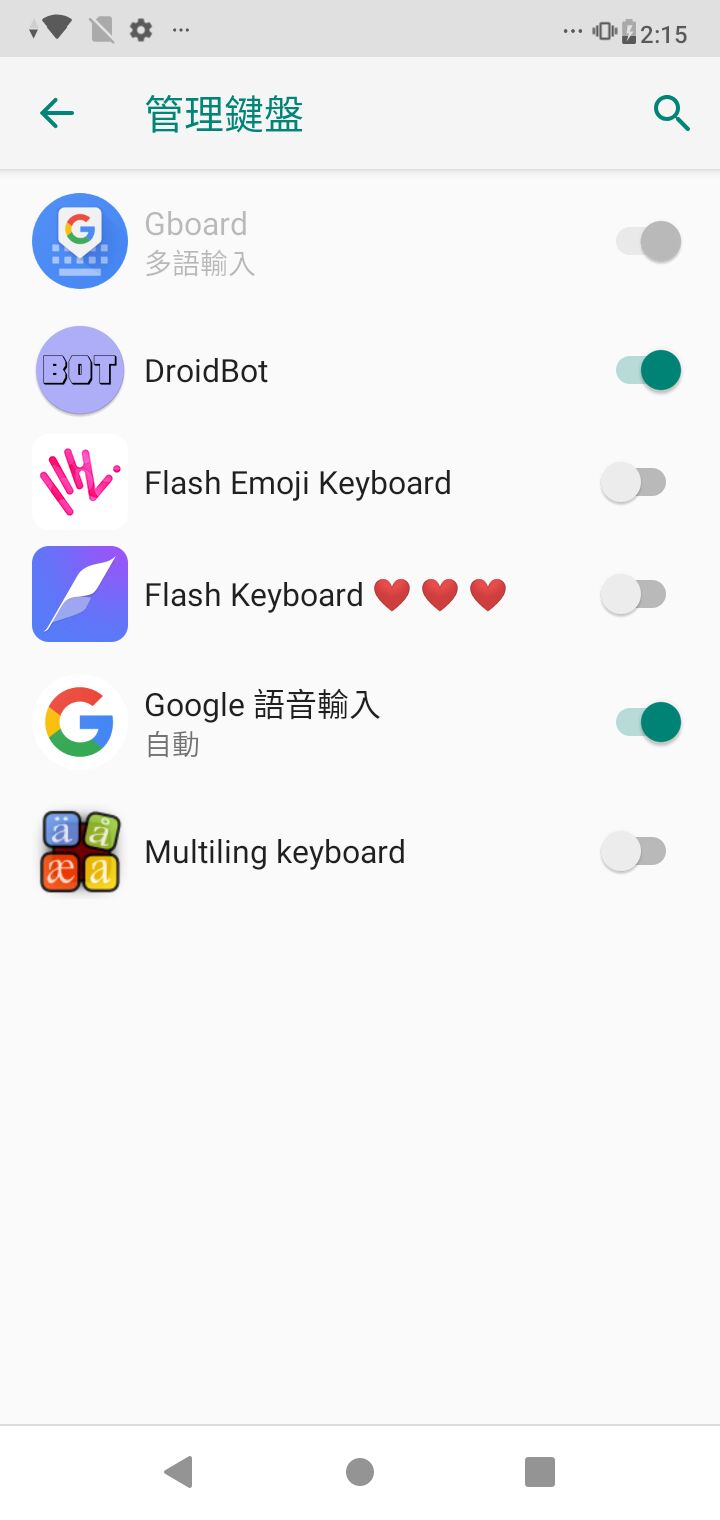 2:15
管理鍵盤
Gboard
多語輸入
BOT
DroidBot
Flash Emoji Keyboard
Flash Keyboard ❤️ ❤️ ❤️
Google 語音輸入
自動
ä å
æ a
Multiling keyboard